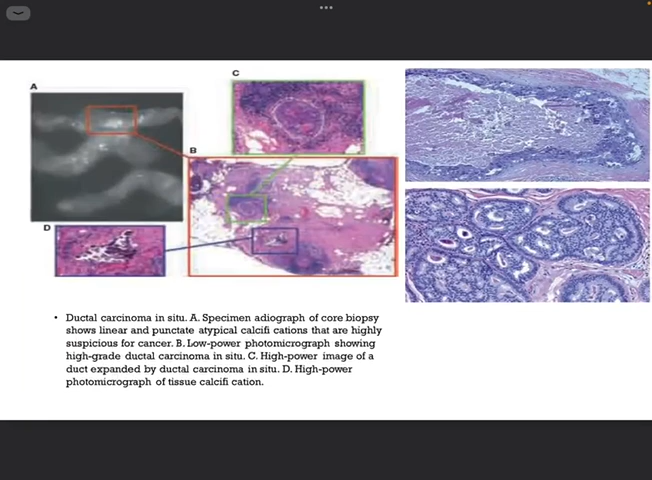 A
C
B
D
• Ductal carcinoma in situ. A. Specimen adiograph of core biopsy
shows linear and punctate atypical calcifi cations that are highly
suspicious for cancer. B. Low-power photomicrograph showing
high-grade ductal carcinoma in situ. C. High-power image of a
duct expanded by ductal carcinoma in situ. D. High-power
photomicrograph of tissue calcifi cation.